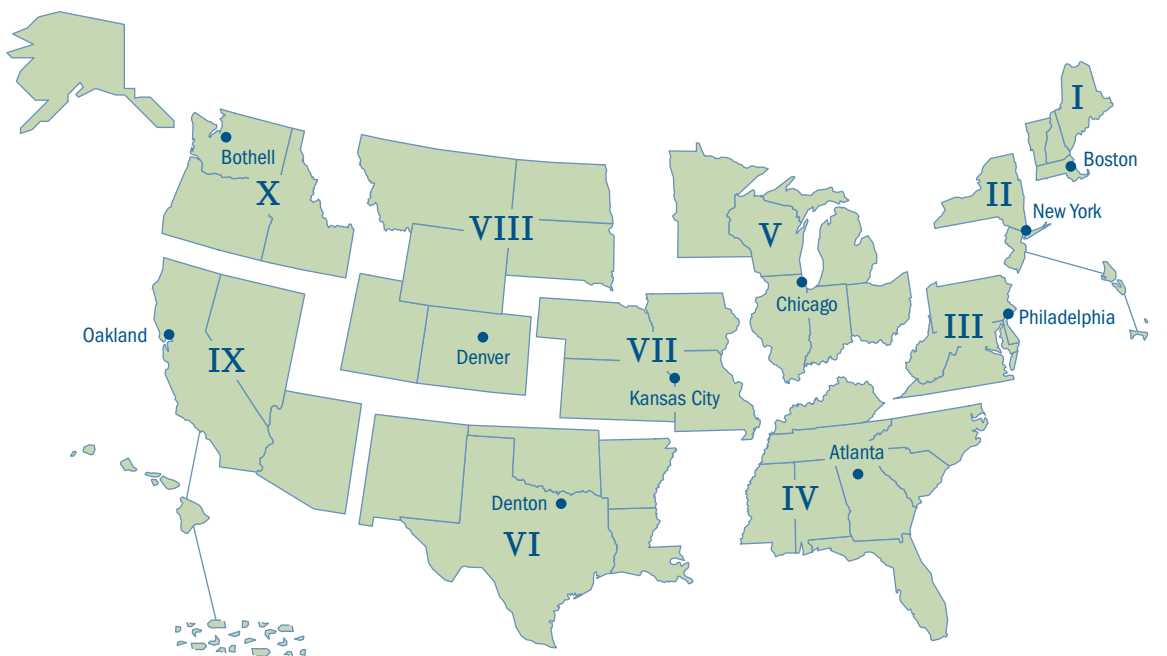 I
Boston
II
New York
III
Philadelphia
Bothell
X
VIII
V
Chicago
Oakland
IX
Denver
VII
Kansas City
Atlanta
IV
Denton
VI